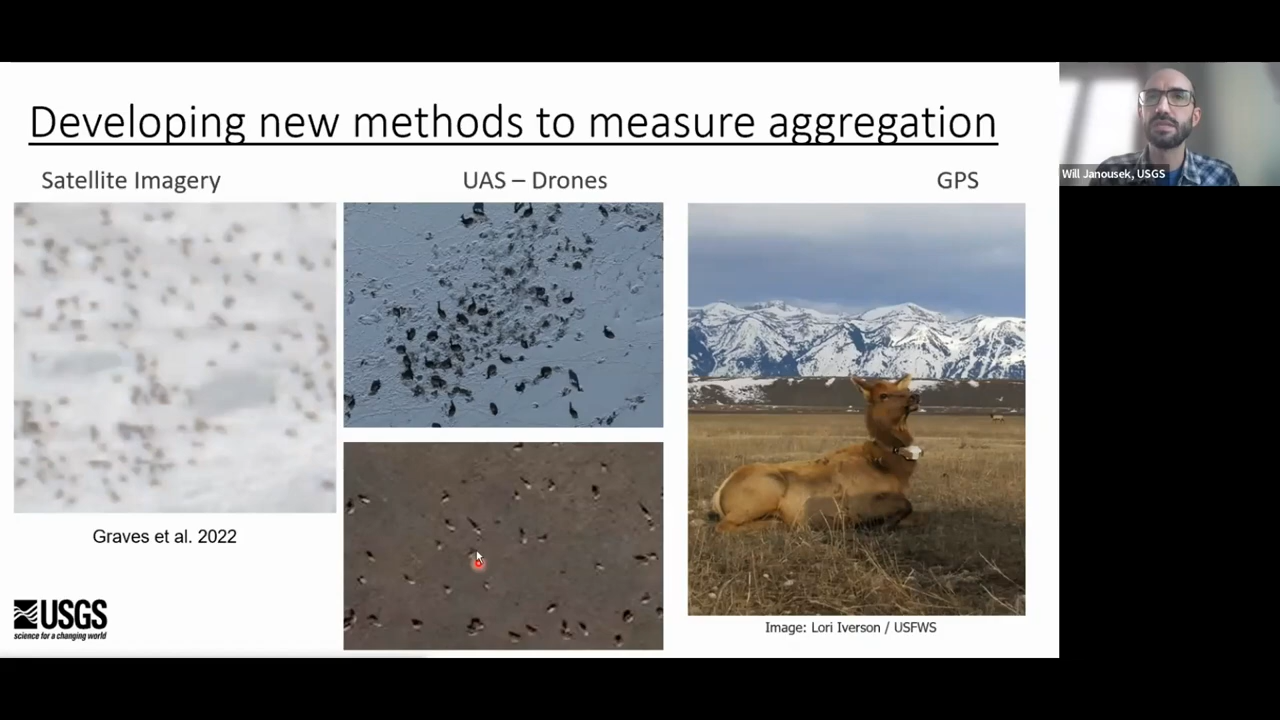 Developing new methods to measure aggregation
Satellite Imagery
UAS – Drones
GPS
Graves et al. 2022
USGS
science for a changing world
Image: Lori Iverson / USFWS
Will Janousek, USGS